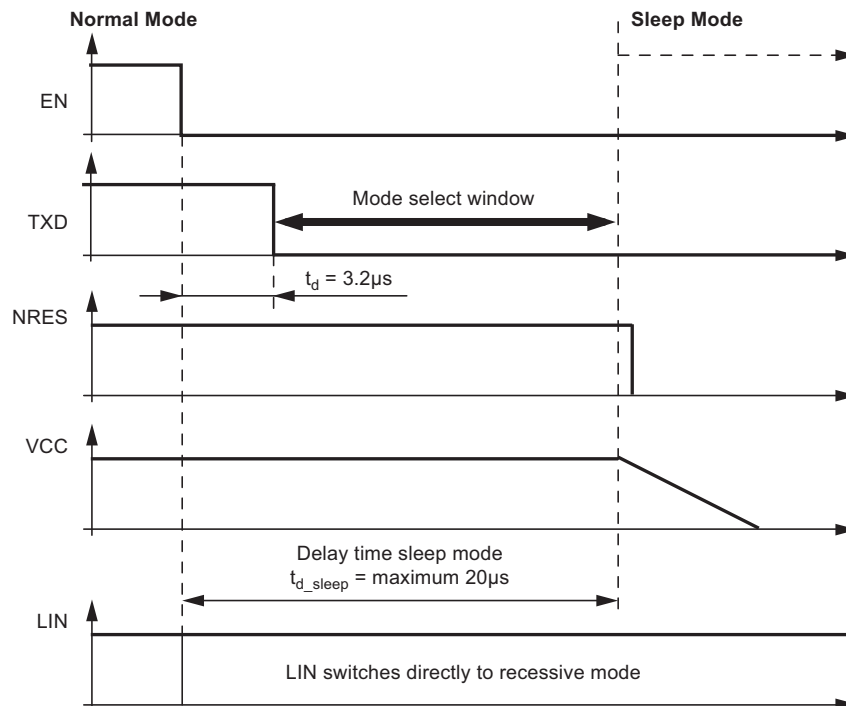 Normal Mode
Sleep Mode
EN
TXD
Mode select window
t_d = 3.2µs
NRES
VCC
Delay time sleep mode
t_d_sleep = maximum 20µs
LIN
LIN switches directly to recessive mode